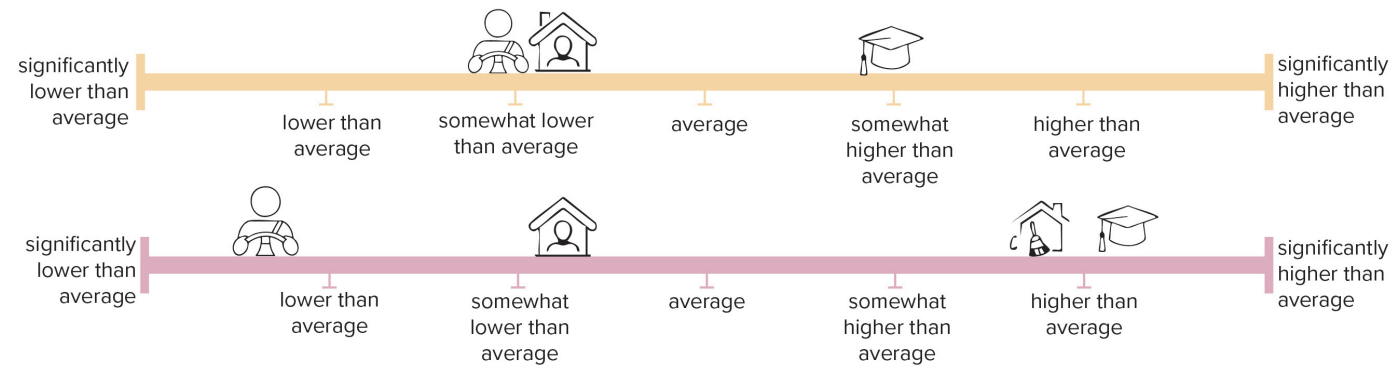 significantly
lower than
average
lower than
average
somewhat lower
than average
average
somewhat
higher than
average
higher than
average
significantly
higher than
average
significantly
lower than
average
lower than
average
somewhat
lower than
average
average
somewhat
higher than
average
higher than
average
significantly
higher than
average